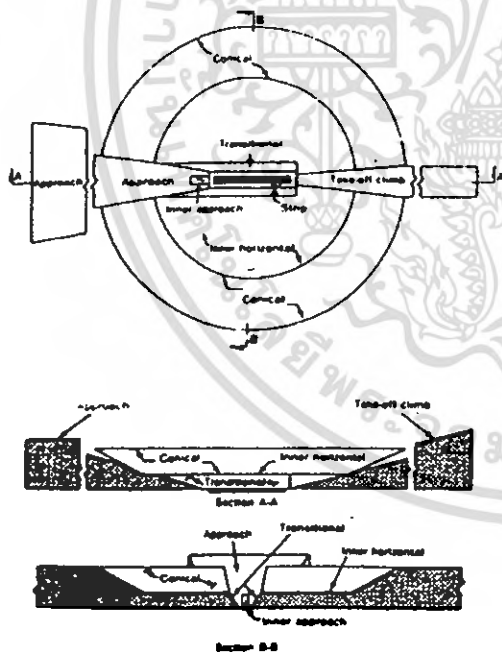 B
Conical
Transitional
A
Approach
Approach
Take-off climb
A
Inner approach
Strip
Inner horizontal
Conical
B
Approach
Take-off climb
Conical
Inner horizontal
Transitional
Section A-A
Approach
Transitional
Inner horizontal
Conical
Inner approach
Section B-B